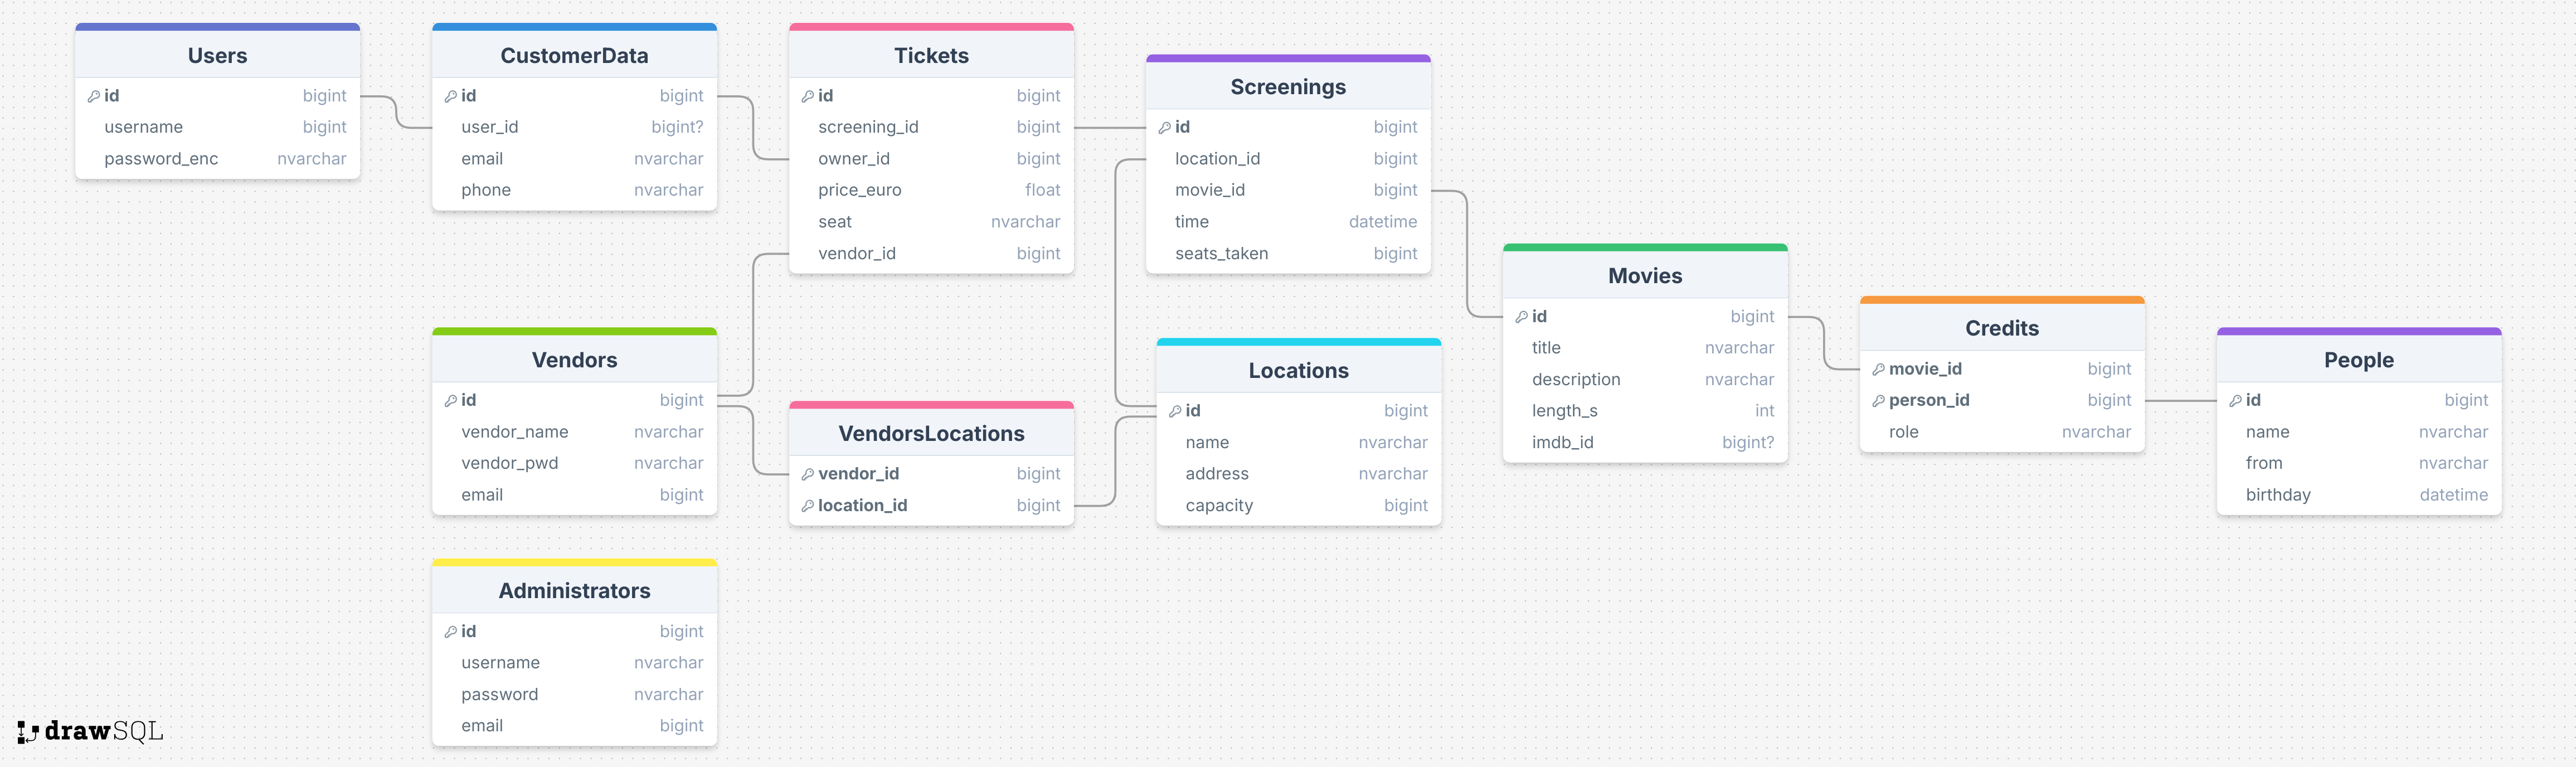 Users
id bigint
username bigint
password_enc nvarchar
CustomerData
id bigint
user_id bigint?
email nvarchar
phone nvarchar
Tickets
id bigint
screening_id bigint
owner_id bigint
price_euro float
seat nvarchar
vendor_id bigint
Screenings
id bigint
location_id bigint
movie_id bigint
time datetime
seats_taken bigint
Movies
id bigint
title nvarchar
description nvarchar
length_s int
imdb_id bigint?
Credits
movie_id bigint
person_id bigint
role nvarchar
People
id bigint
name nvarchar
from nvarchar
birthday datetime
Vendors
id bigint
vendor_name nvarchar
vendor_pwd nvarchar
email bigint
VendorsLocations
vendor_id bigint
location_id bigint
Locations
id bigint
name nvarchar
address nvarchar
capacity bigint
Administrators
id bigint
username nvarchar
password nvarchar
email bigint
drawSQL